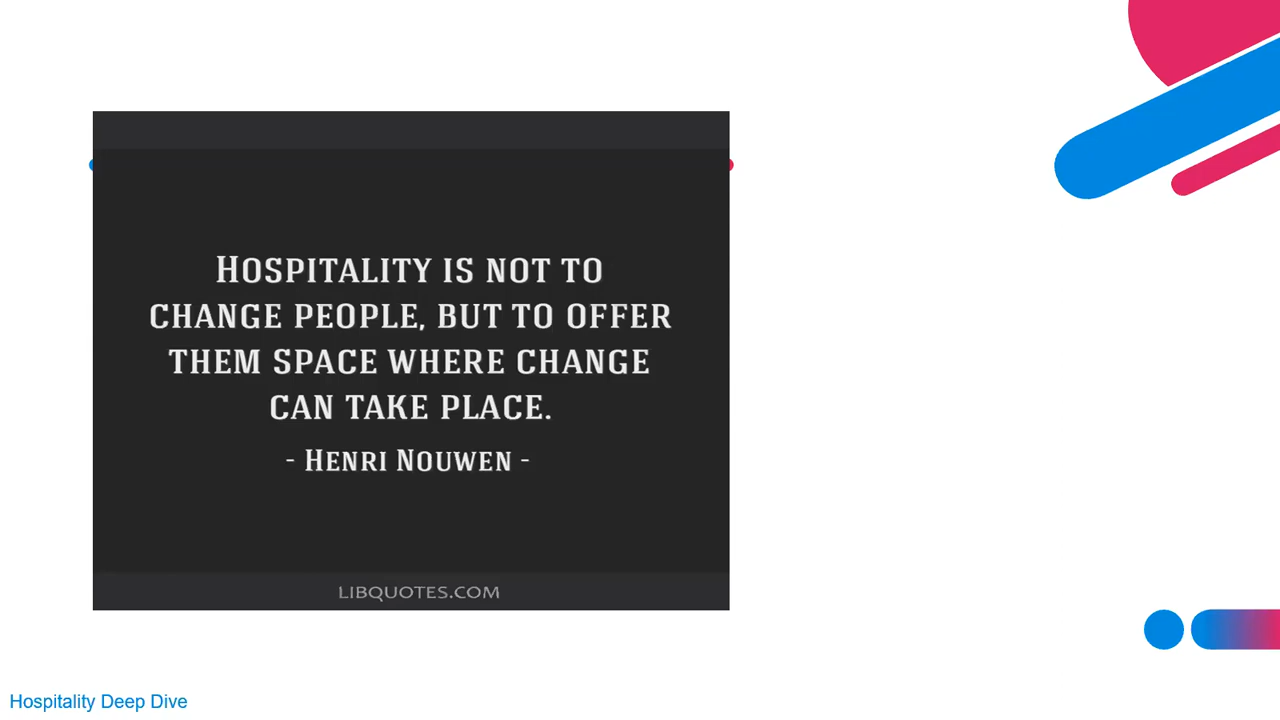 Hospitality is not to
change people, but to offer
them space where change
can take place.
- Henri Nouwen -
LIBQUOTES.COM
Hospitality Deep Dive